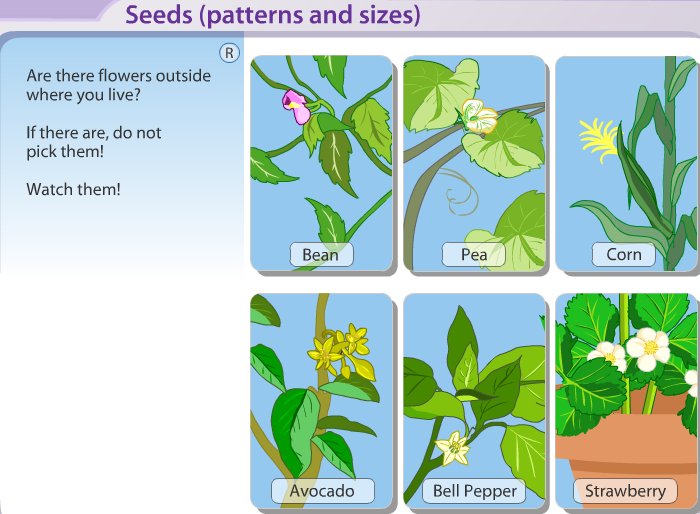 Seeds (patterns and sizes)
R
Are there flowers outside
where you live?
If there are, do not
pick them!
Watch them!
Bean
Pea
Corn
Avocado
Bell Pepper
Strawberry